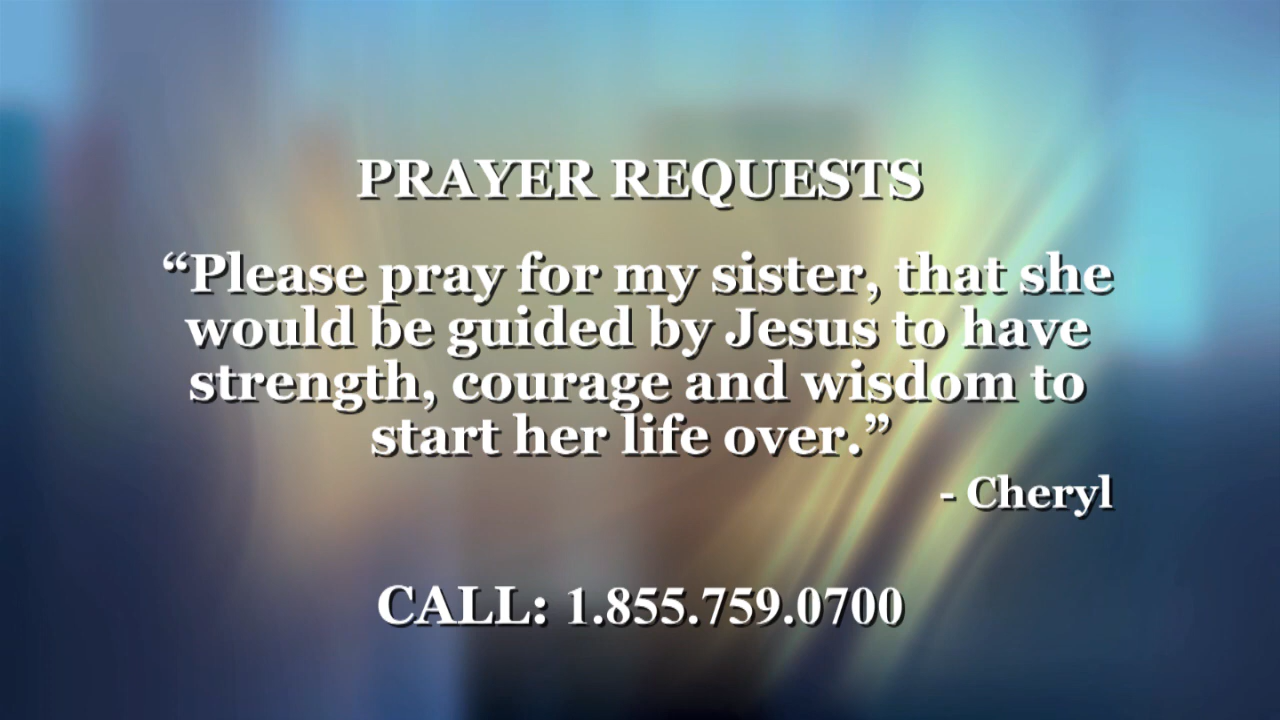 PRAYER REQUESTS
“Please pray for my sister, that she
would be guided by Jesus to have
strength, courage and wisdom to
start her life over.”
- Cheryl
CALL: 1.855.759.0700